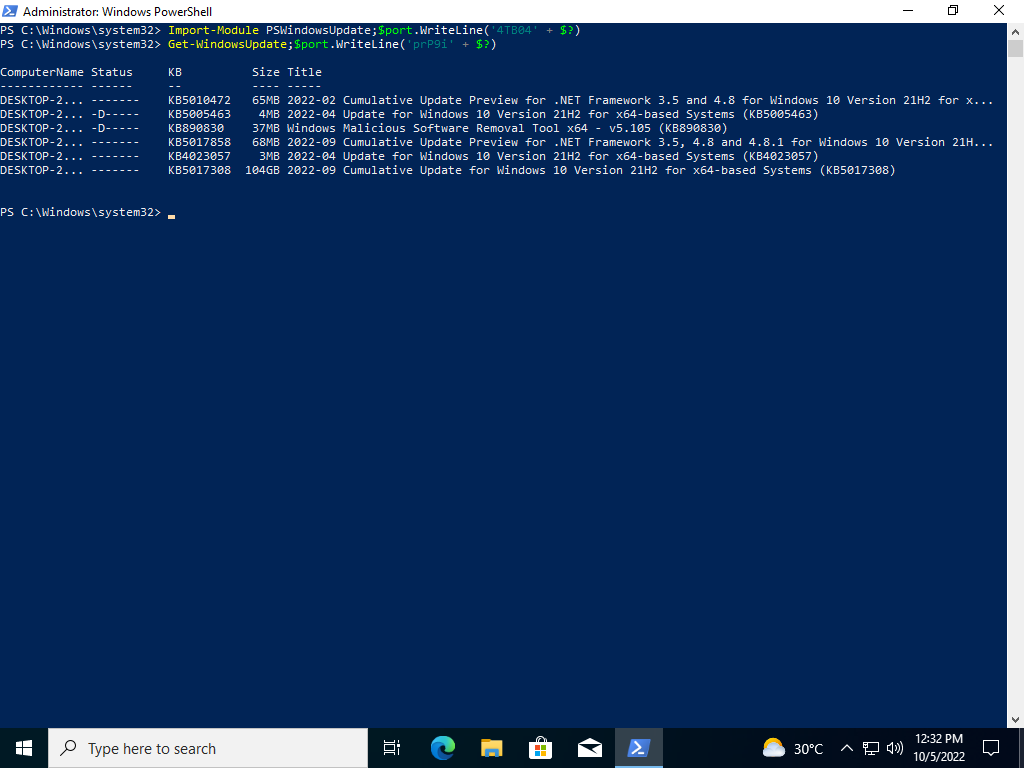 Administrator: Windows PowerShell
PS C:\Windows\system32> Import-Module PSWindowsUpdate;$port.WriteLine('4TB04' + $?)
PS C:\Windows\system32> Get-WindowsUpdate;$port.WriteLine('prP9i' + $?)
ComputerName Status     KB          Size Title
------------ ------     --          ---- -----
DESKTOP-2... -------    KB5010472   65MB 2022-02 Cumulative Update Preview for .NET Framework 3.5 and 4.8 for Windows 10 Version 21H2 for x...
DESKTOP-2... -D-----    KB5005463    4MB 2022-04 Update for Windows 10 Version 21H2 for x64-based Systems (KB5005463)
DESKTOP-2... -D-----    KB890830    37MB Windows Malicious Software Removal Tool x64 - v5.105 (KB890830)
DESKTOP-2... -------    KB5017858   68MB 2022-09 Cumulative Update Preview for .NET Framework 3.5, 4.8 and 4.8.1 for Windows 10 Version 21H...
DESKTOP-2... -------    KB4023057    3MB 2022-04 Update for Windows 10 Version 21H2 for x64-based Systems (KB4023057)
DESKTOP-2... -------    KB5017308  104GB 2022-09 Cumulative Update for Windows 10 Version 21H2 for x64-based Systems (KB5017308)
PS C:\Windows\system32> _
Type here to search
30°C
12:32 PM
10/5/2022